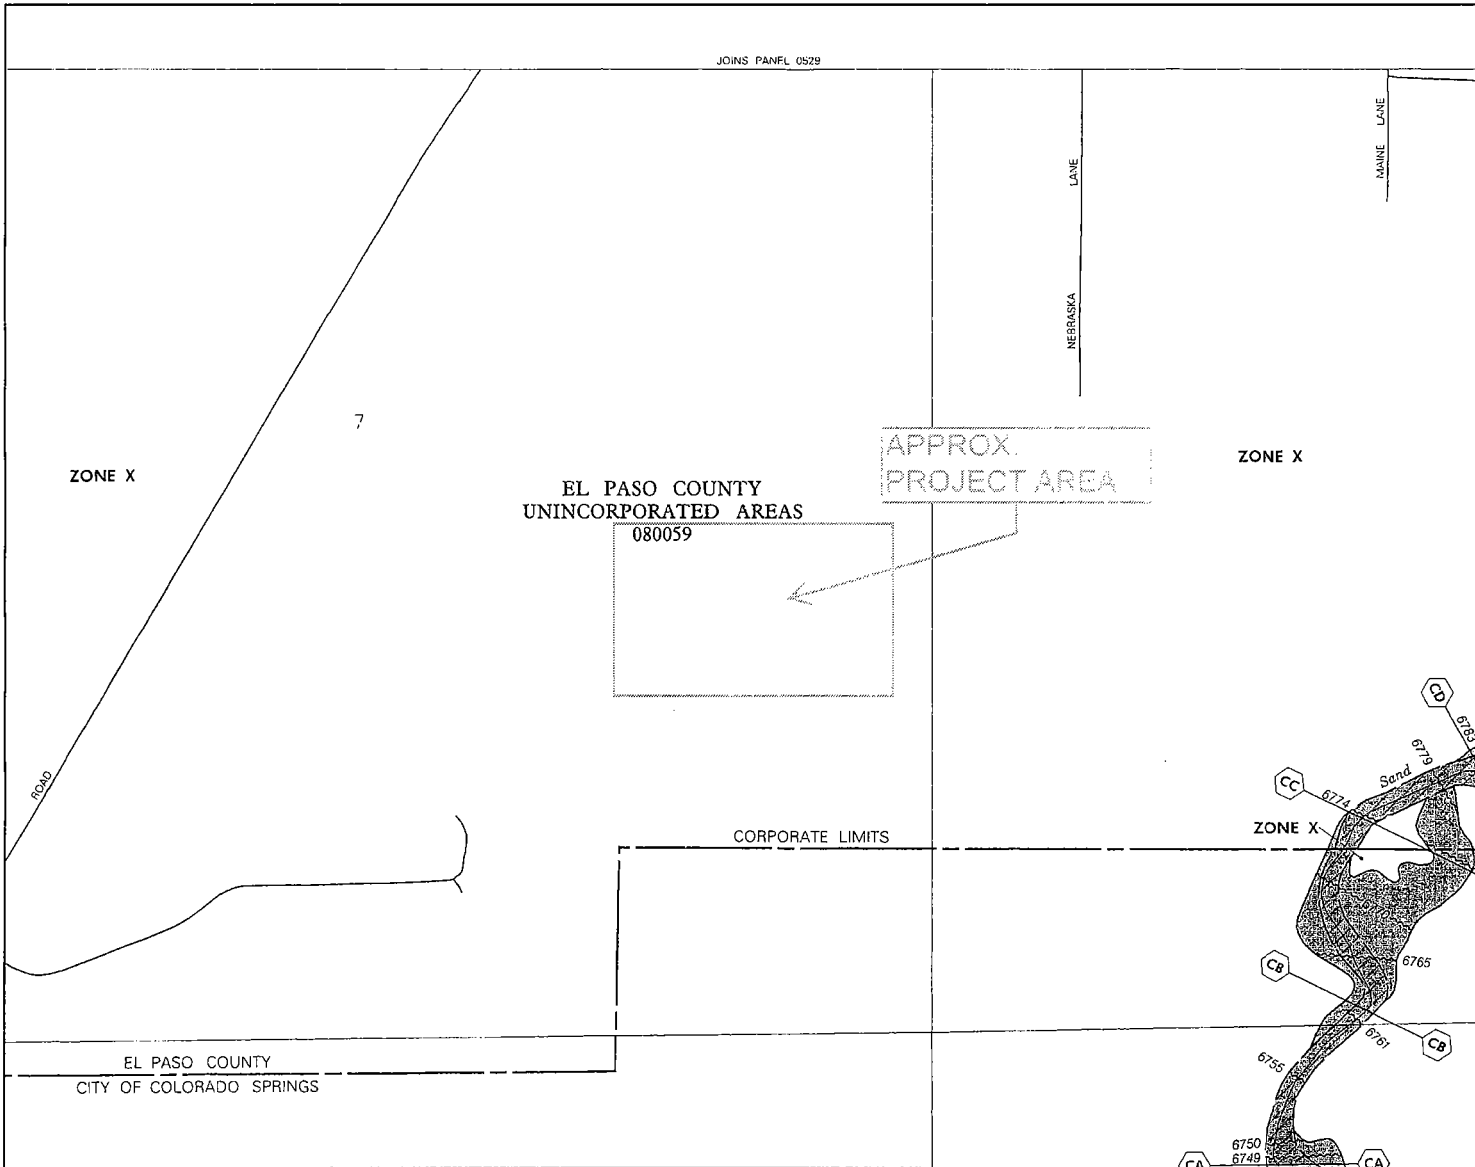 JOINS PANEL 0529
MAINE LANE
NEBRASKA LANE
7
APPROX.
PROJECT AREA
ZONE X
ZONE X
EL PASO COUNTY
UNINCORPORATED AREAS
080059
ROAD
CD
6783
6779
Sand
CC
6774
ZONE X
CORPORATE LIMITS
6765
CB
6761
CB
6755
EL PASO COUNTY
CITY OF COLORADO SPRINGS
6750
6749
CA
CA